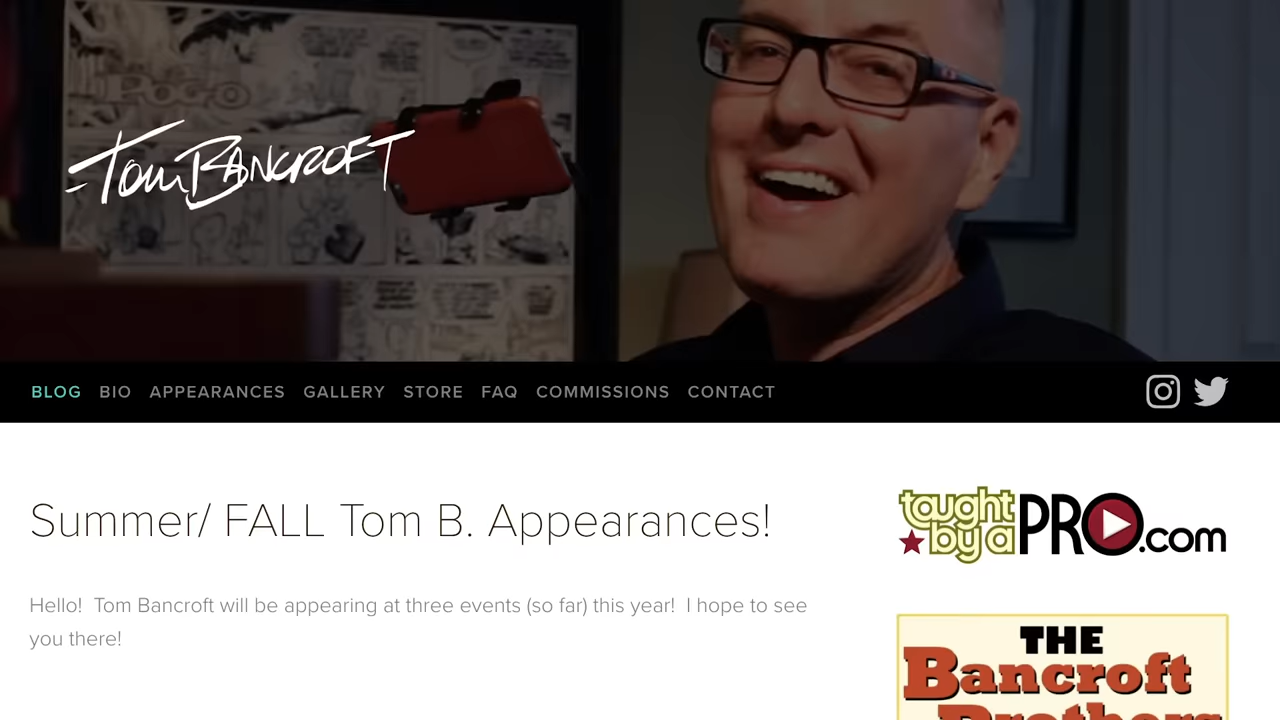 POGO
Tom BANCROFT
BLOG BIO APPEARANCES GALLERY STORE FAQ COMMISSIONS CONTACT
Summer/ FALL Tom B. Appearances!
Hello!  Tom Bancroft will be appearing at three events (so far) this year!  I hope to see
you there!
taught
by a PRO.com
THE
Bancroft
Brothers